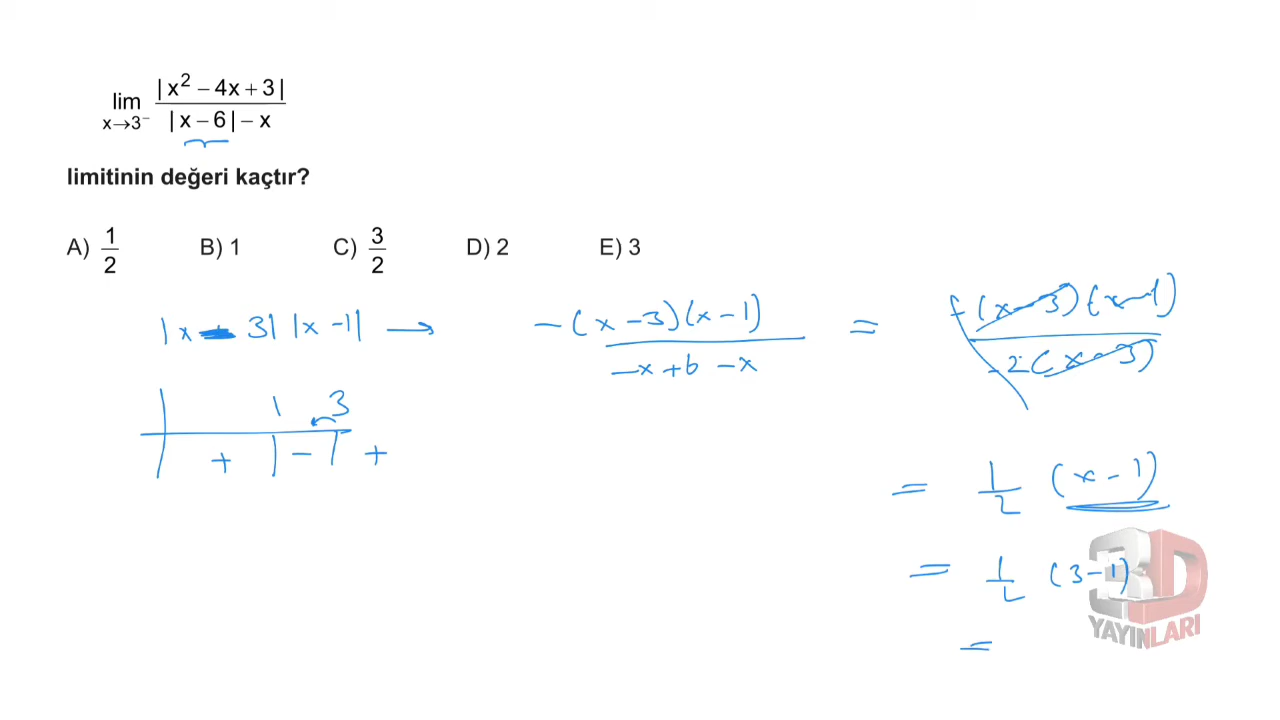 lim x→3⁻ |x² − 4x + 3| / (|x − 6| − x)
limitinin değeri kaçtır?
A) 1/2 B) 1 C) 3/2 D) 2 E) 3
|x − 3| |x − 1| → −(x − 3)(x − 1) / (−x + 6 − x) = −(x − 3)(x − 1) / −2(x − 3)
1 3
+ | − | +
= 1/2 (x − 1)
= 1/2 (3 − 1)
=
3D
YAYINLARI